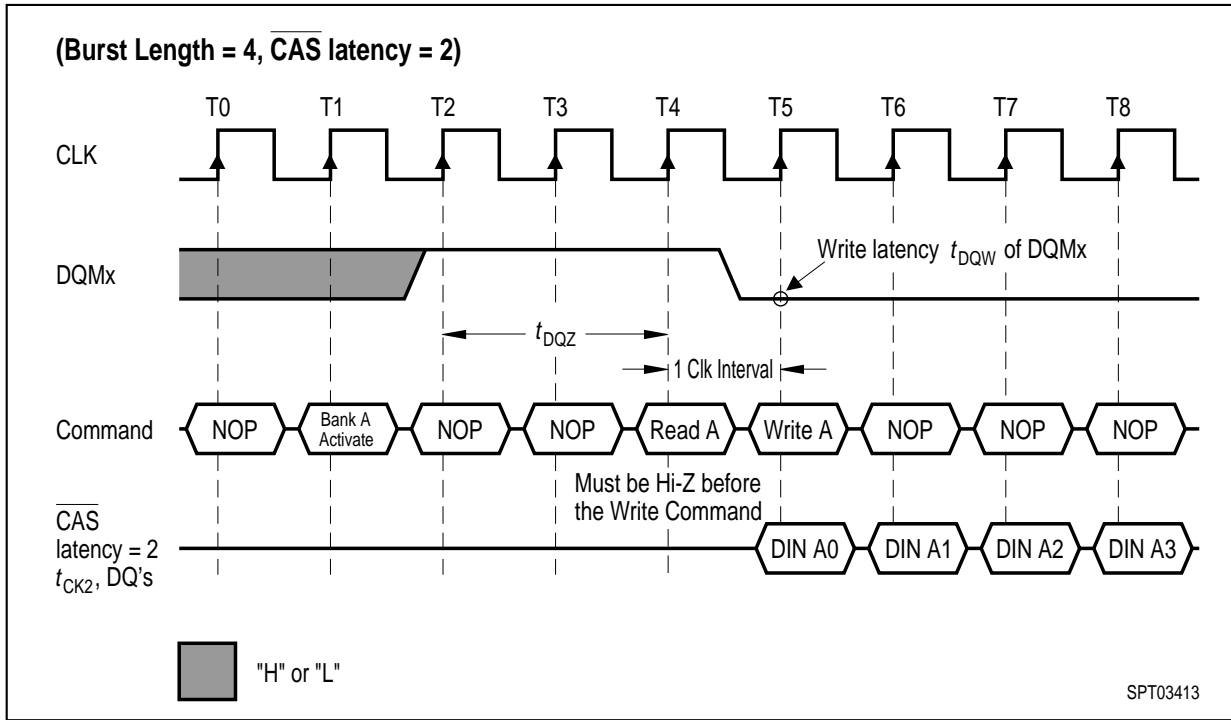 (Burst Length = 4, CAS latency = 2)
T0 T1 T2 T3 T4 T5 T6 T7 T8
CLK
DQMx
Write latency tDQW of DQMx
tDQZ
1 Clk Interval
Command
NOP
Bank A
Activate
NOP
NOP
Read A
Write A
NOP
NOP
NOP
Must be Hi-Z before
the Write Command
CAS
latency = 2
tCK2, DQ's
DIN A0
DIN A1
DIN A2
DIN A3
"H" or "L"
SPT03413